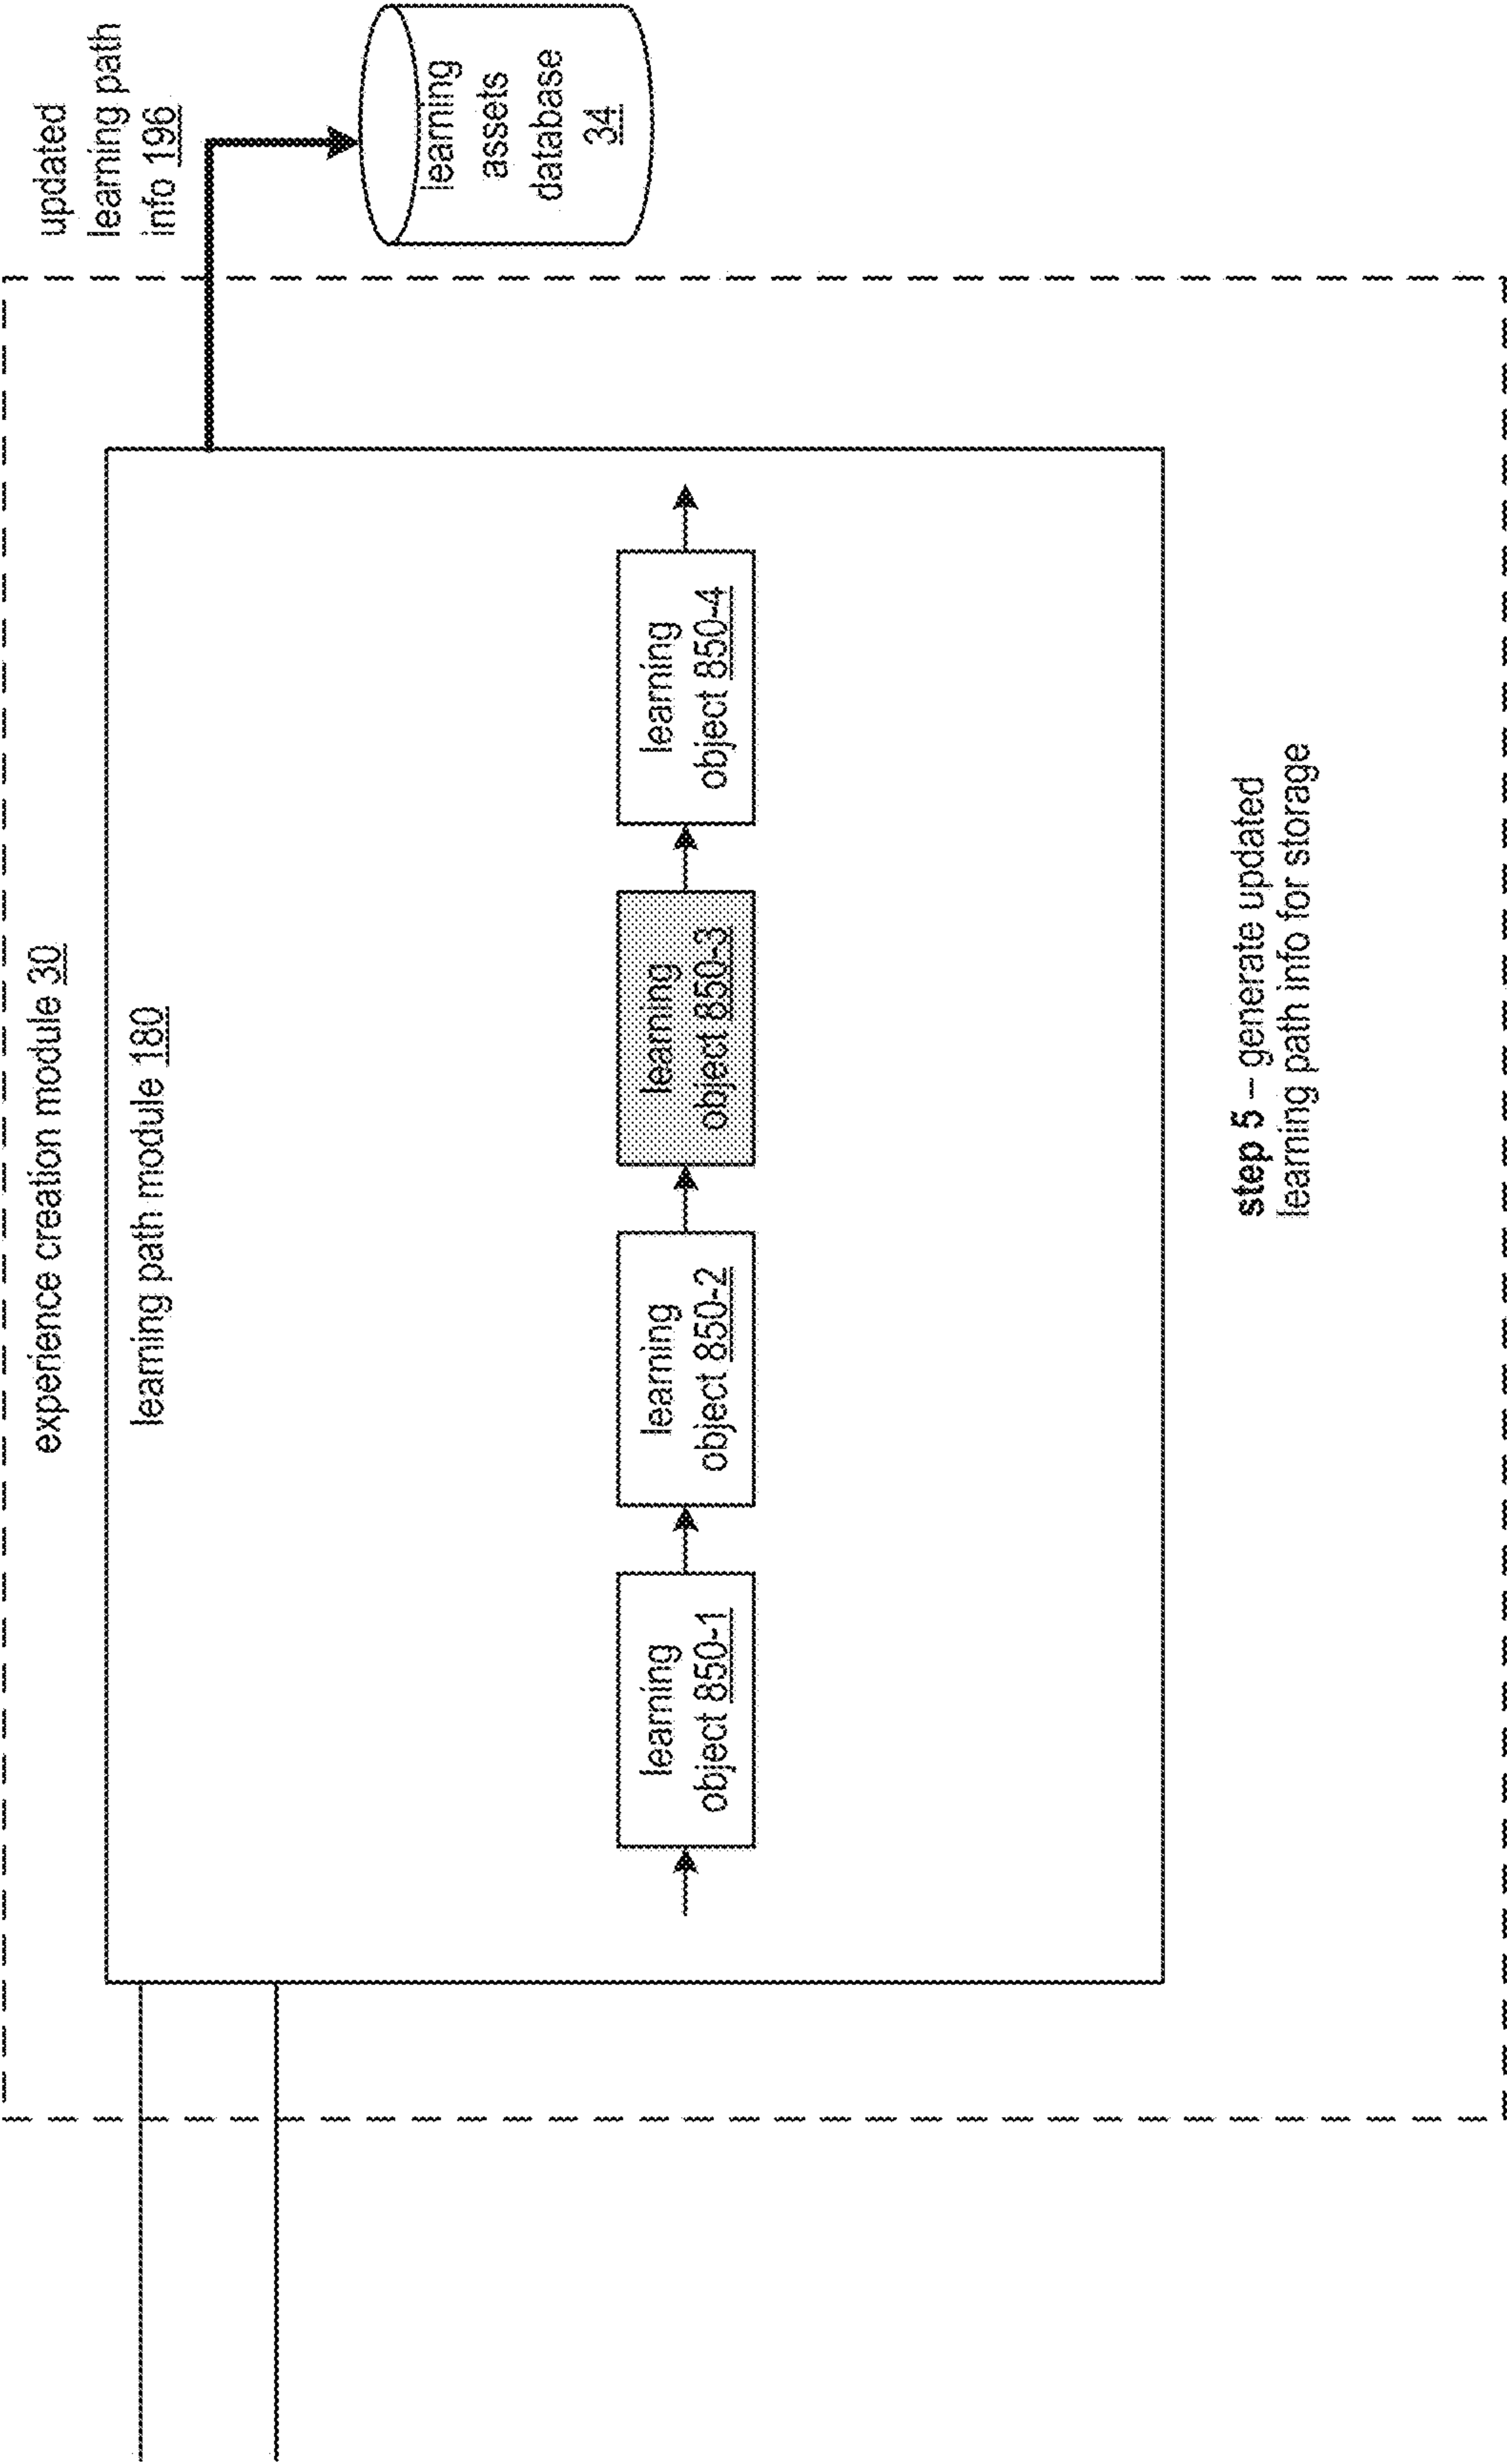 experience creation module 30
learning path module 180
updated
learning path
info 196
learning
assets
database
34
learning
object 850-1
learning
object 850-2
learning
object 850-3
learning
object 850-4
step 5 – generate updated
learning path info for storage